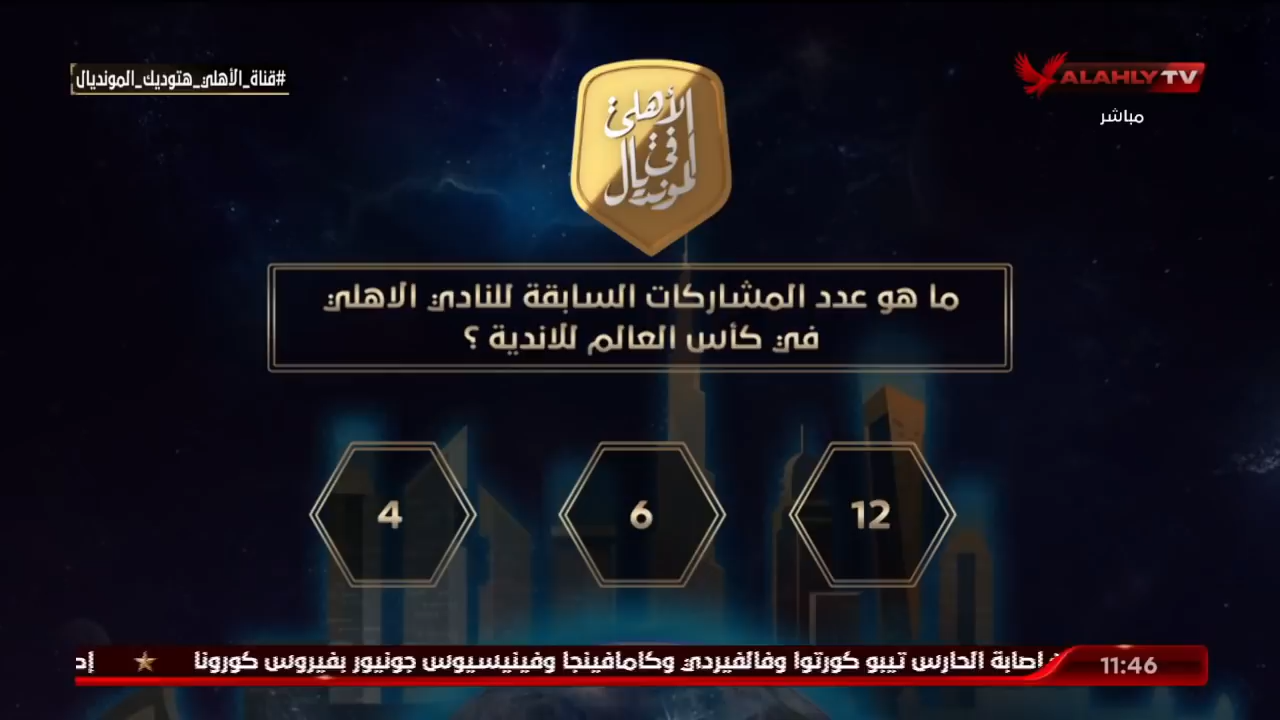 #قناة_الأهلي_هتوديك_المونديال
ALAHLY TV
مباشر
الأهلي
في
المونديال
ما هو عدد المشاركات السابقة للنادي الاهلي
في كأس العالم للاندية ؟
4
6
12
اصابة الحارس تيبو كورتوا وفالفيردي وكامافينجا وفينيسيوس جونيور بفيروس كورونا
11:46